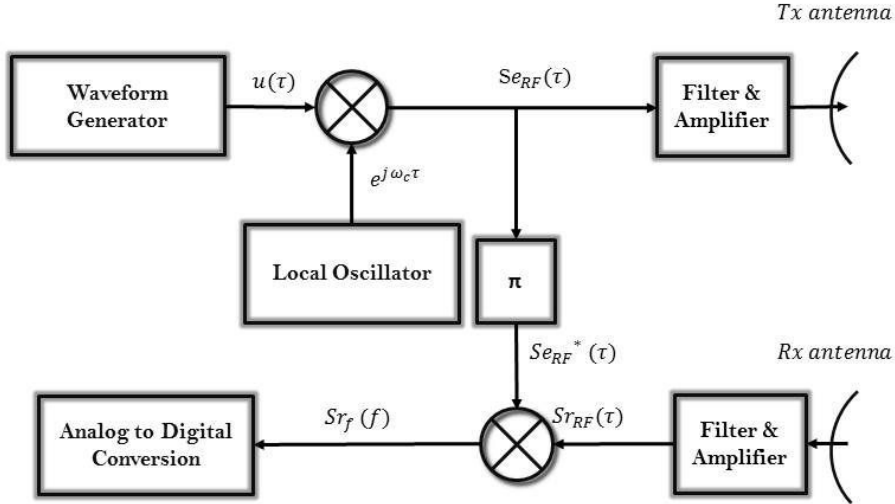 Tx antenna
Waveform
Generator
u(τ)
Se_RF(τ)
Filter &
Amplifier
e^{jω_cτ}
Local Oscillator
π
Se_RF^*(τ)
Rx antenna
Analog to Digital
Conversion
Sr_f(f)
Sr_RF(τ)
Filter &
Amplifier